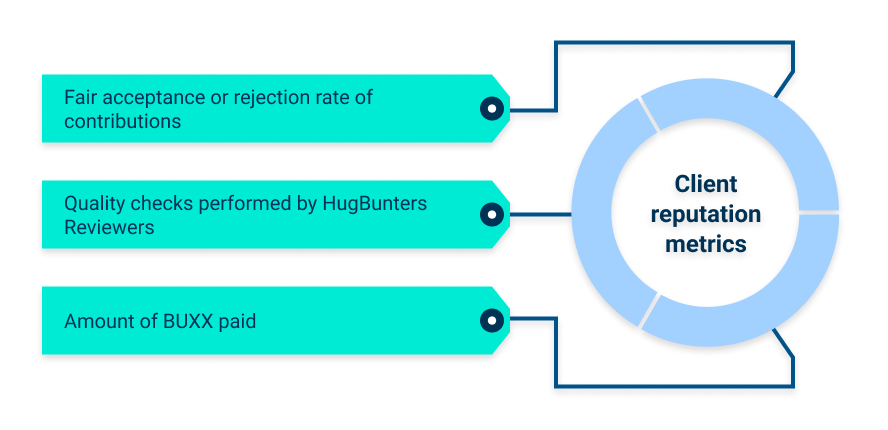 Fair acceptance or rejection rate of
contributions
Quality checks performed by HugBunters
Reviewers
Amount of BUXX paid
Client
reputation
metrics